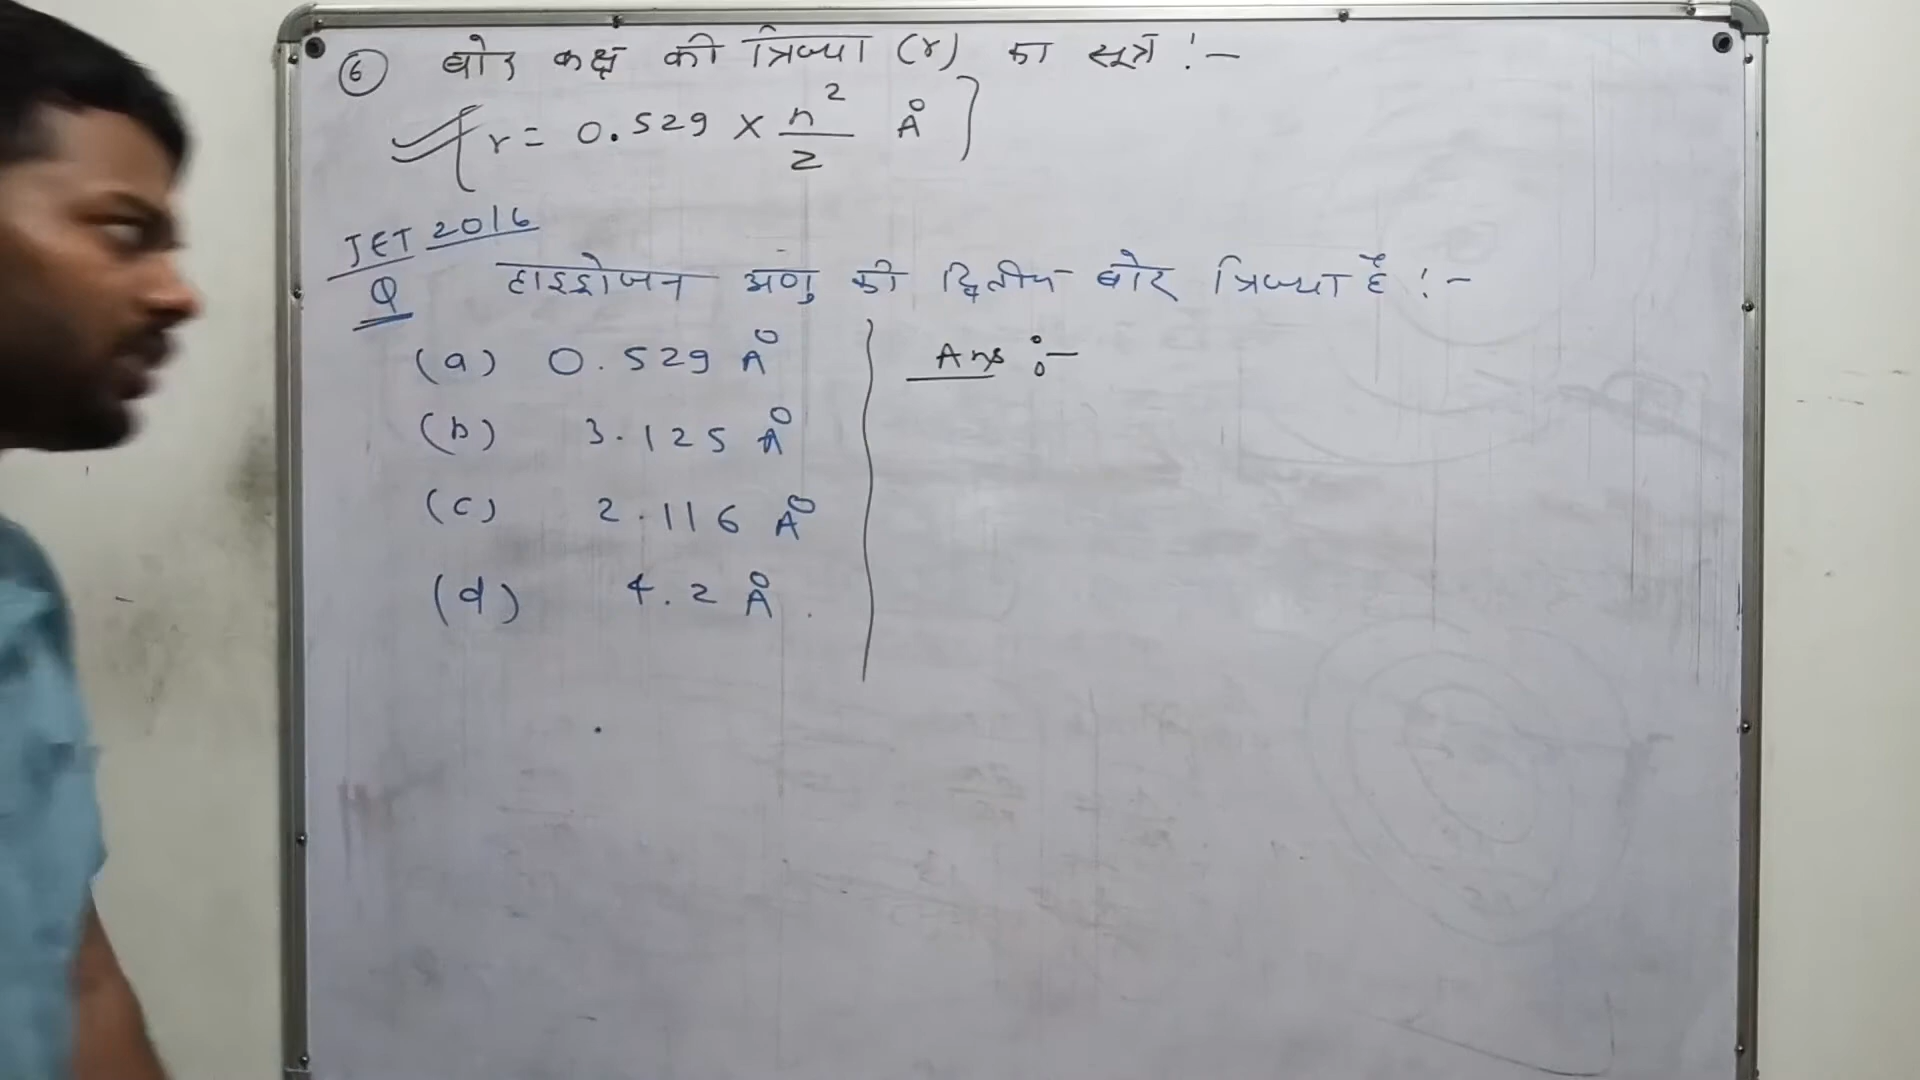 ⑥ बोर कक्ष की त्रिज्या (r) का सूत्र :-
r = 0.529 × n²/z Å
JET 2016
Q हाइड्रोजन अणु की द्वितीय बोर त्रिज्या है :-
(a) 0.529 Å
(b) 3.125 Å
(c) 2.116 Å
(d) 4.2 Å
Ans :-